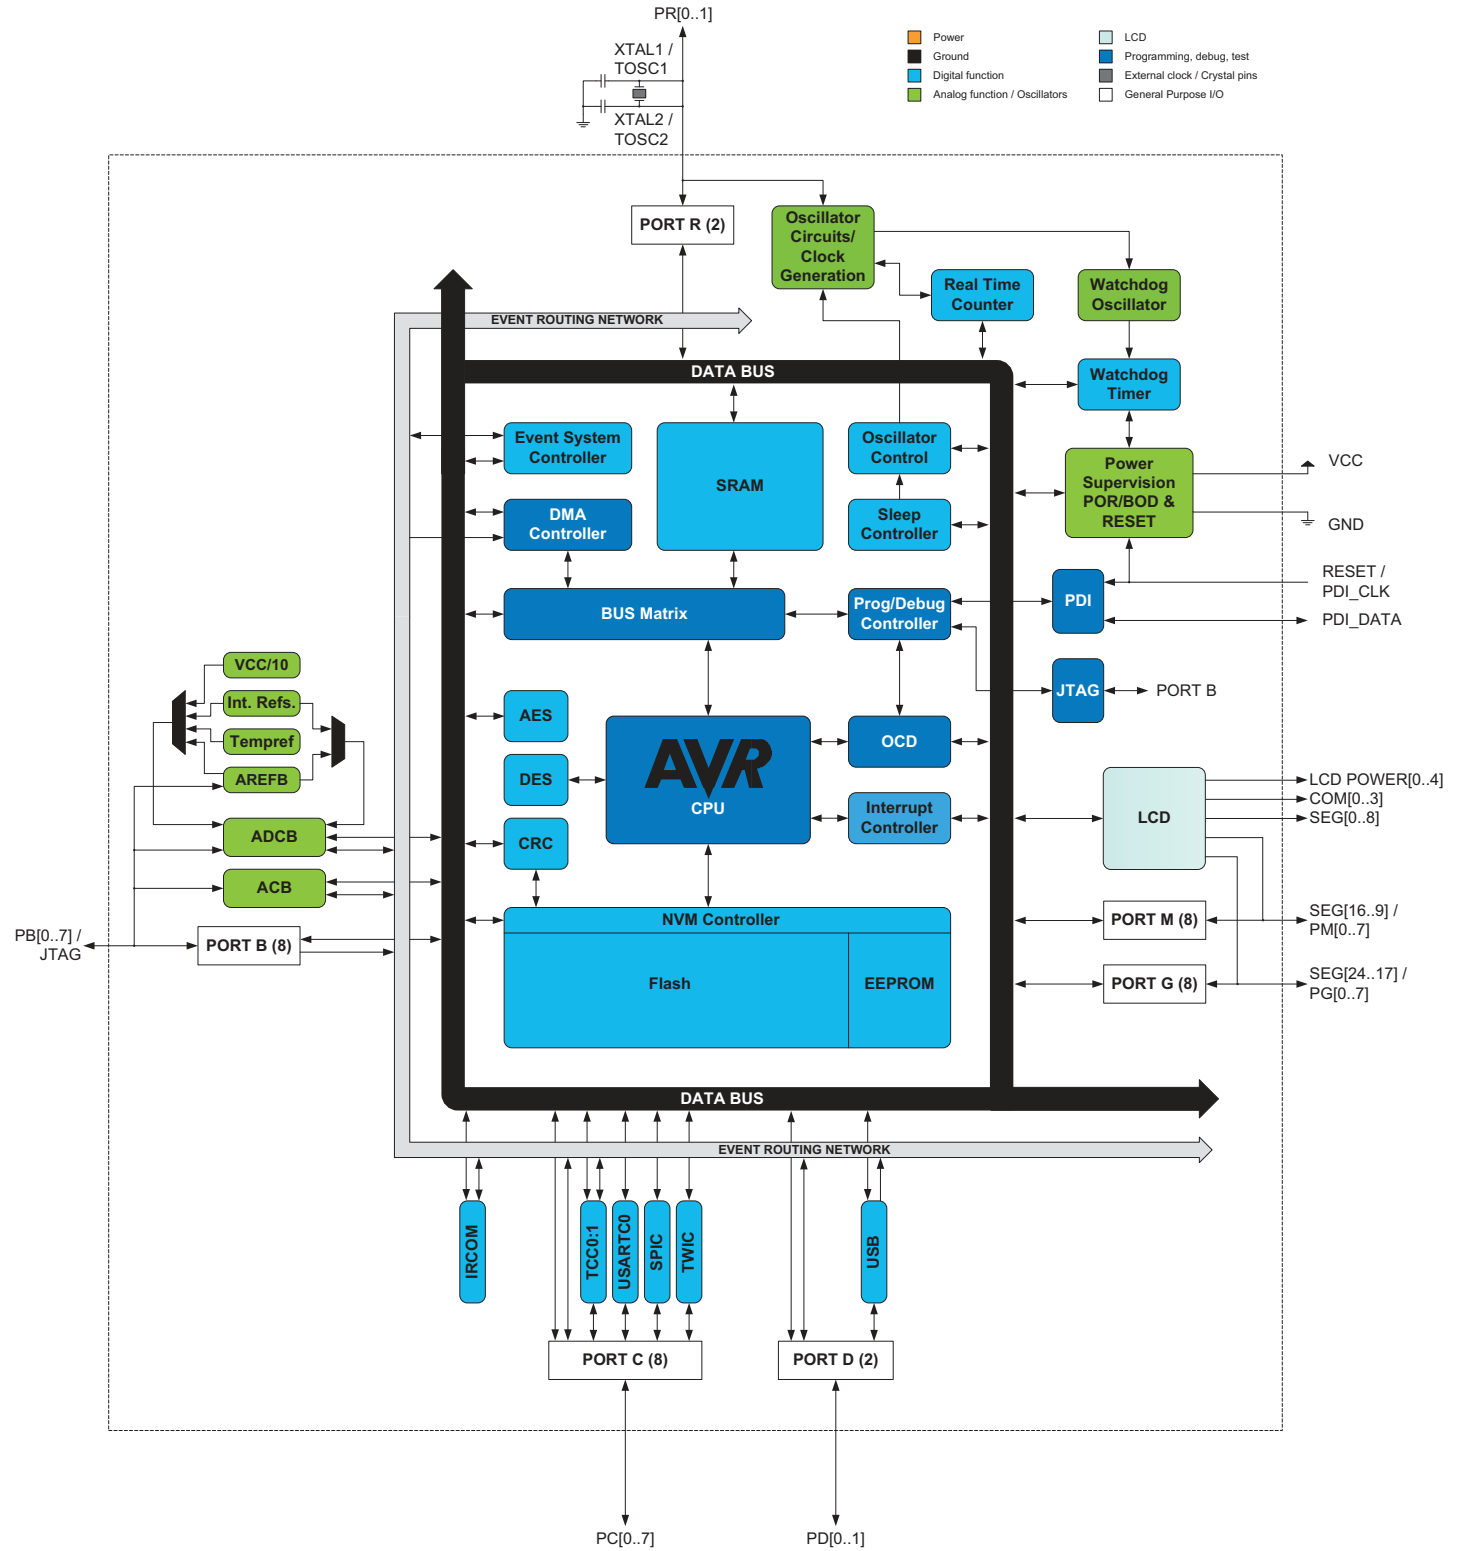 PR[0..1]
XTAL1 /
TOSC1
XTAL2 /
TOSC2
Power
Ground
Digital function
Analog function / Oscillators
LCD
Programming, debug, test
External clock / Crystal pins
General Purpose I/O
PORT R (2)
Oscillator
Circuits/
Clock
Generation
Real Time
Counter
Watchdog
Oscillator
EVENT ROUTING NETWORK
DATA BUS
Watchdog
Timer
Event System
Controller
SRAM
Oscillator
Control
Power
Supervision
POR/BOD &
RESET
VCC
GND
DMA
Controller
Sleep
Controller
RESET /
PDI_CLK
PDI_DATA
BUS Matrix
Prog/Debug
Controller
PDI
JTAG
PORT B
VCC/10
Int. Refs.
Tempref
AREFB
ADCB
ACB
PB[0..7] /
JTAG
PORT B (8)
AES
DES
CRC
AVR
CPU
OCD
Interrupt
Controller
LCD
LCD POWER[0..4]
COM[0..3]
SEG[0..8]
PORT M (8)
SEG[16..9] /
PM[0..7]
PORT G (8)
SEG[24..17] /
PG[0..7]
NVM Controller
Flash
EEPROM
DATA BUS
EVENT ROUTING NETWORK
IRCOM
TCC0:1
USARTC0
SPIC
TWIC
USB
PORT C (8)
PORT D (2)
PC[0..7]
PD[0..1]